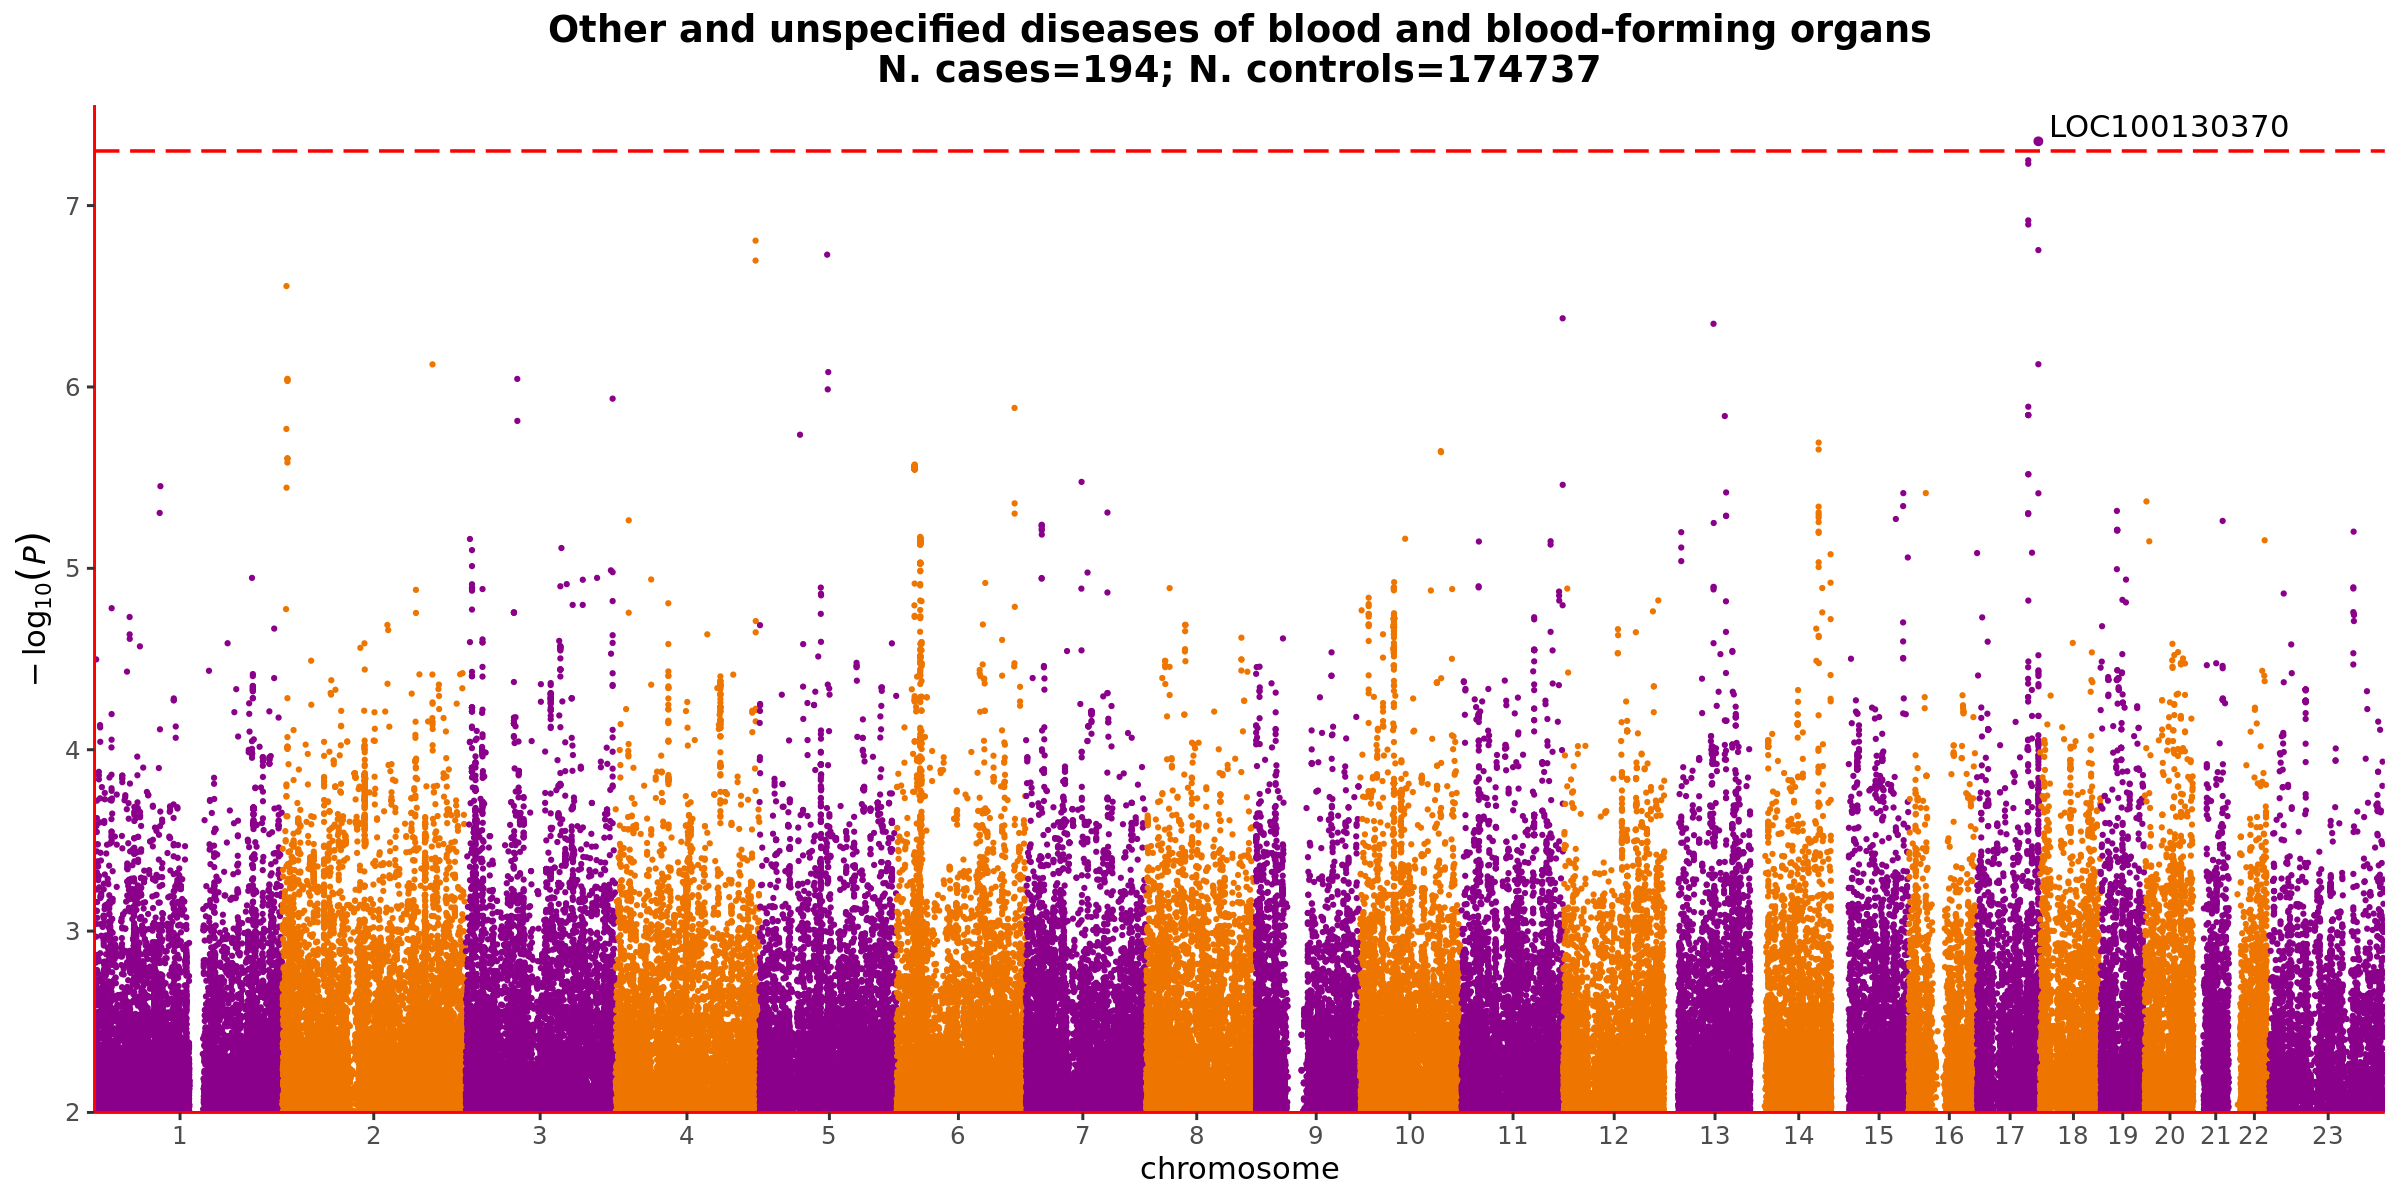 Other and unspecified diseases of blood and blood-forming organs
N. cases=194; N. controls=174737
LOC100130370
7
6
5
4
3
2
−log10(P)
1 2 3 4 5 6 7 8 9 10 11 12 13 14 15 16 17 18 19 20 21 22 23
chromosome